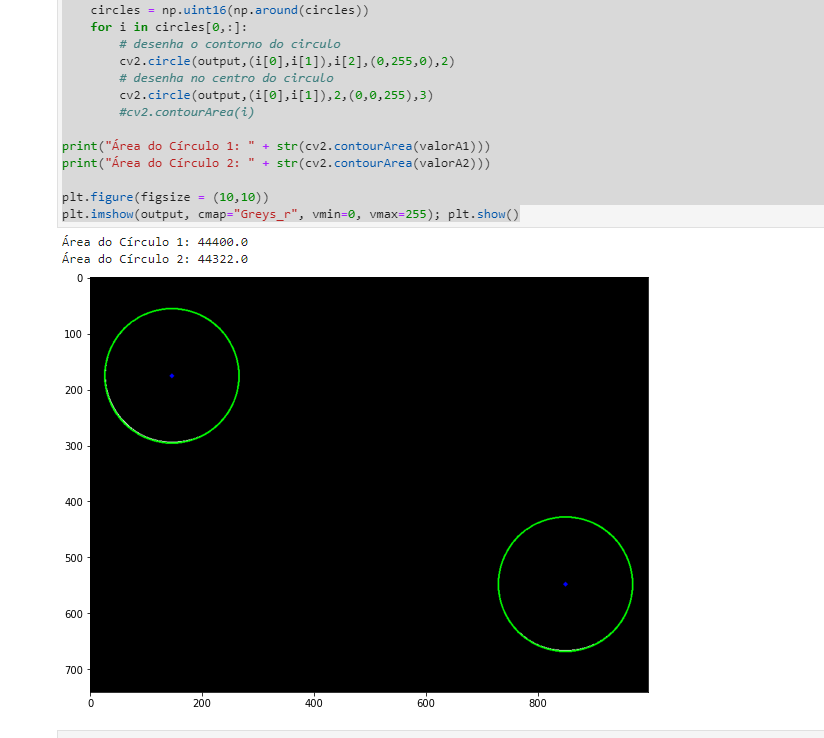 circles = np.uint16(np.around(circles))
for i in circles[0,:]:
# desenha o contorno do circulo
cv2.circle(output,(i[0],i[1]),i[2],(0,255,0),2)
# desenha no centro do circulo
cv2.circle(output,(i[0],i[1]),2,(0,0,255),3)
#cv2.contourArea(i)
print("Área do Círculo 1: " + str(cv2.contourArea(valorA1)))
print("Área do Círculo 2: " + str(cv2.contourArea(valorA2)))
plt.figure(figsize = (10,10))
plt.imshow(output, cmap="Greys_r", vmin=0, vmax=255); plt.show()
Área do Círculo 1: 44400.0
Área do Círculo 2: 44322.0
0
100
200
300
400
500
600
700
0 200 400 600 800